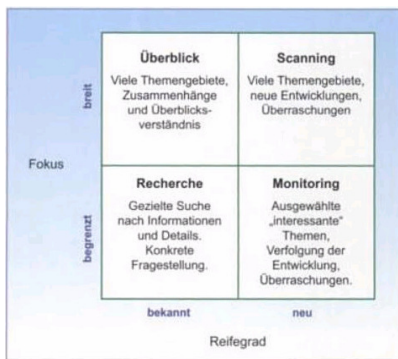 Überblick
Viele Themengebiete,
Zusammenhänge
und Überblicks-
verständnis
Scanning
Viele Themengebiete,
neue Entwicklungen,
Überraschungen
breit
Fokus
Recherche
Gezielte Suche
nach Informationen
und Details.
Konkrete
Fragestellung.
Monitoring
Ausgewählte
„interessante“
Themen,
Verfolgung der
Entwicklung,
Überraschungen.
begrenzt
bekannt
neu
Reifegrad